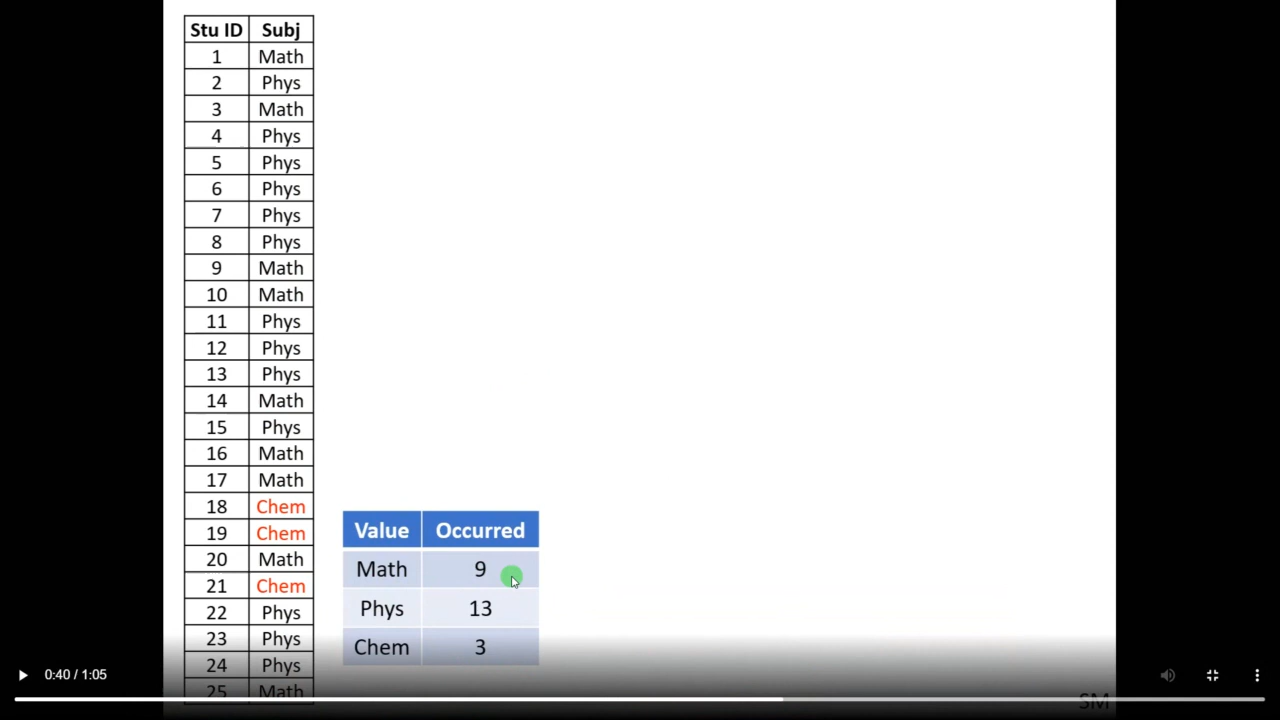 Stu ID Subj
1 Math
2 Phys
3 Math
4 Phys
5 Phys
6 Phys
7 Phys
8 Phys
9 Math
10 Math
11 Phys
12 Phys
13 Phys
14 Math
15 Phys
16 Math
17 Math
18 Chem
19 Chem
20 Math
21 Chem
22 Phys
23 Phys
24 Phys
25 Math
Value Occurred
Math 9
Phys 13
Chem 3
0:40 / 1:05
SM